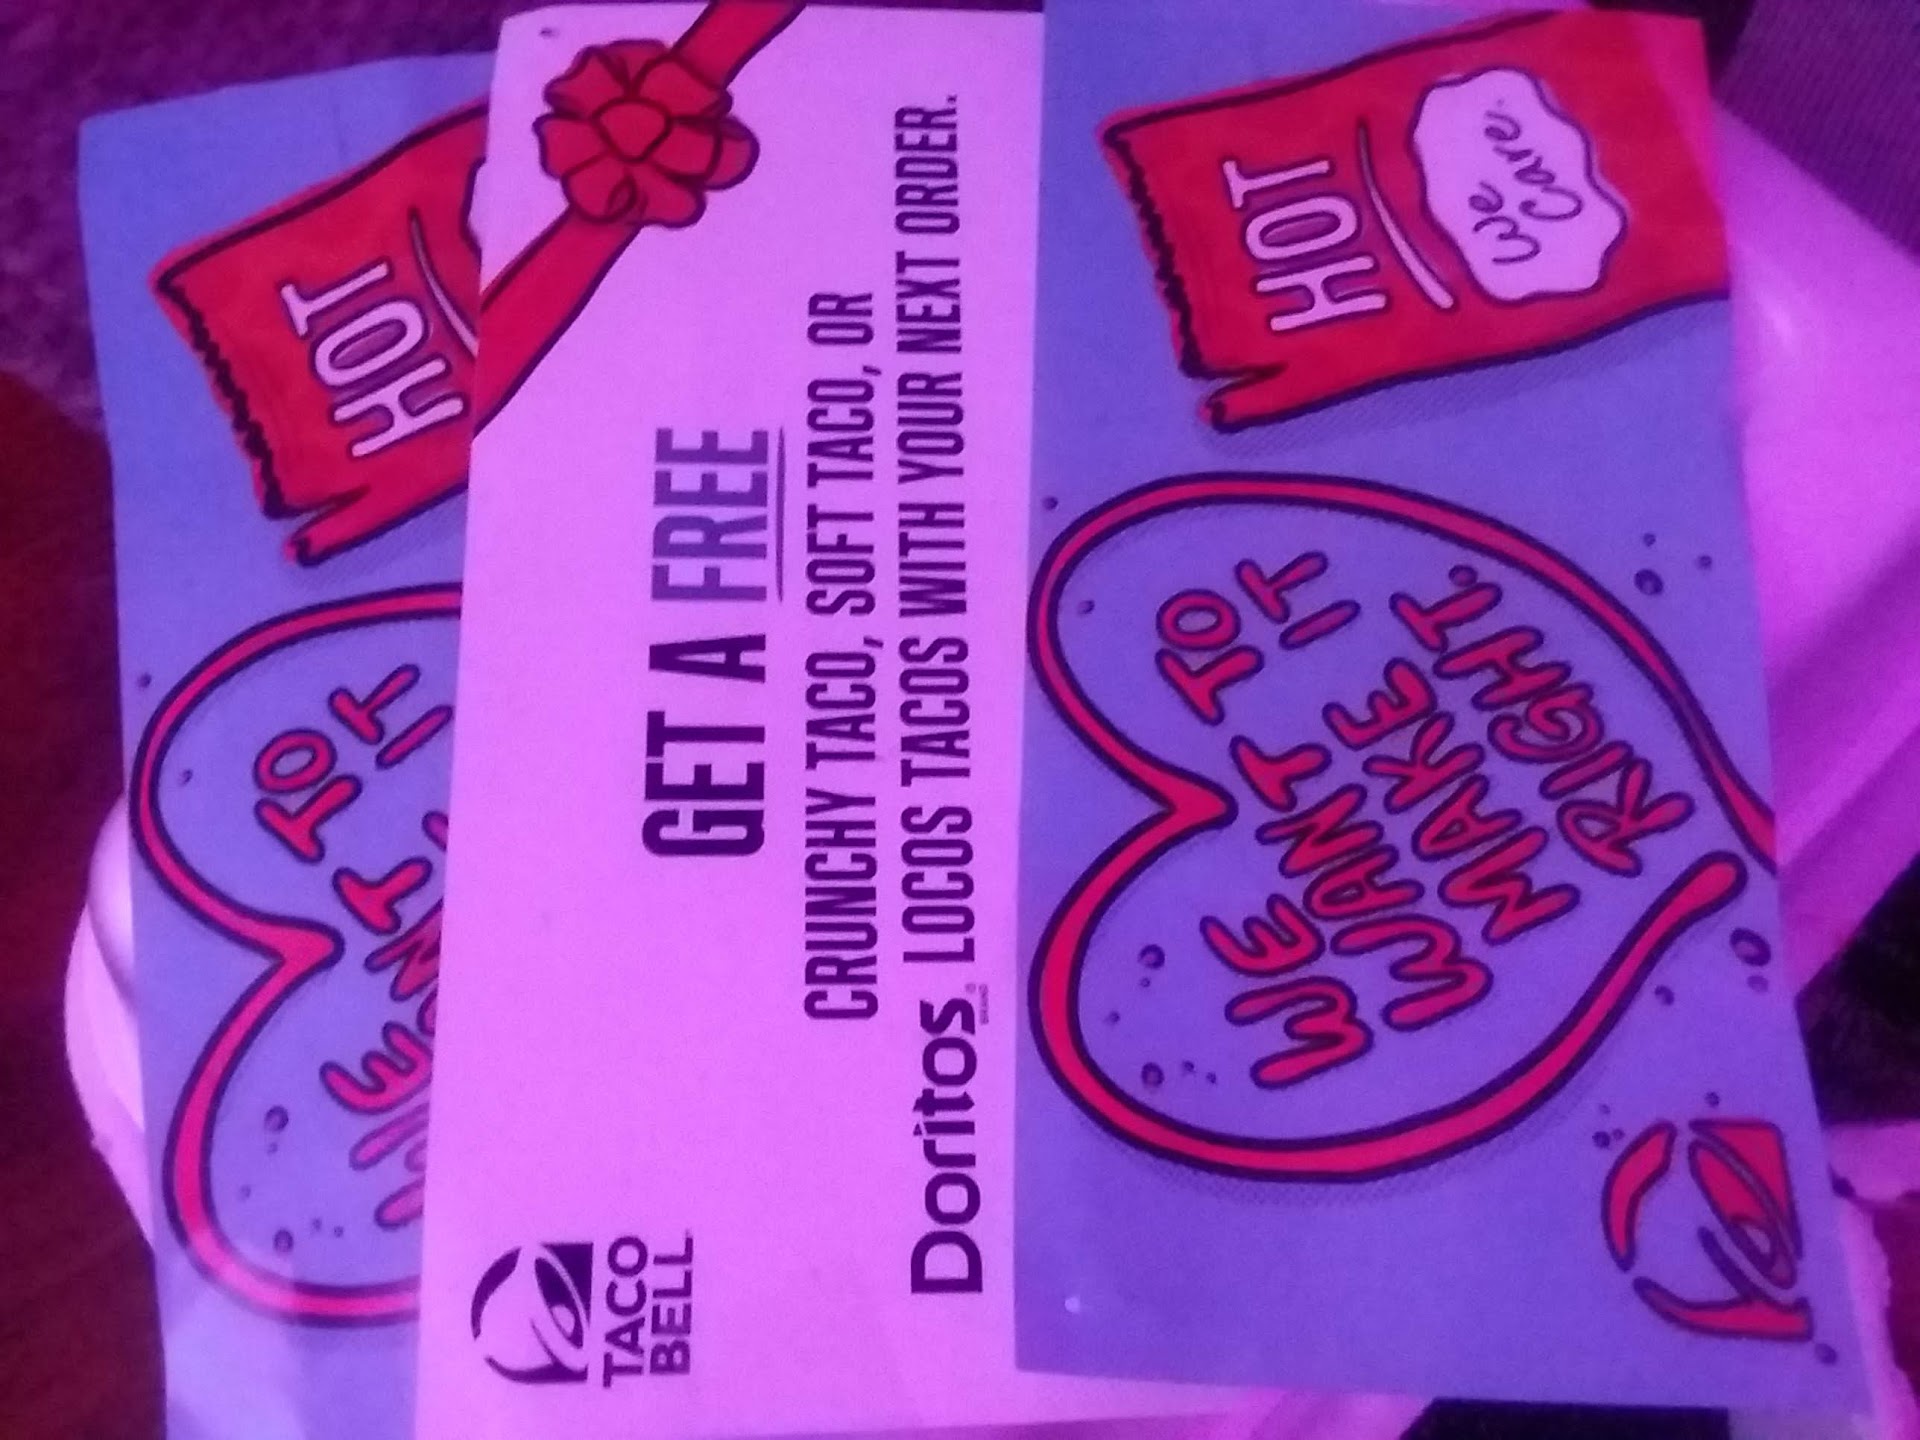 HOT
WE
WANT TO
IT
TACO
BELL
GET A FREE
CRUNCHY TACO, SOFT TACO, OR
Doritos LOCOS TACOS WITH YOUR NEXT ORDER.
HOT
We
Care.
WE
WANT TO
MAKE IT
RIGHT.